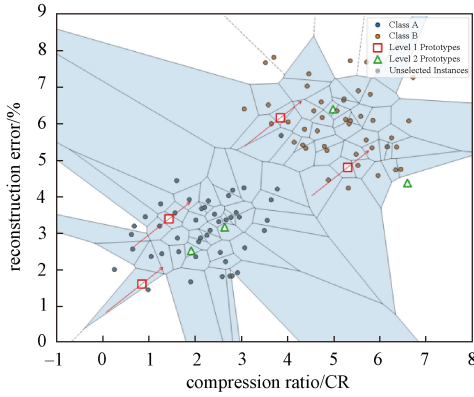 9
8
7
6
5
4
3
2
1
0
reconstruction error/%
Class A
Class B
Level 1 Prototypes
Level 2 Prototypes
Unselected Instances
–1 0 1 2 3 4 5 6 7 8
compression ratio/CR